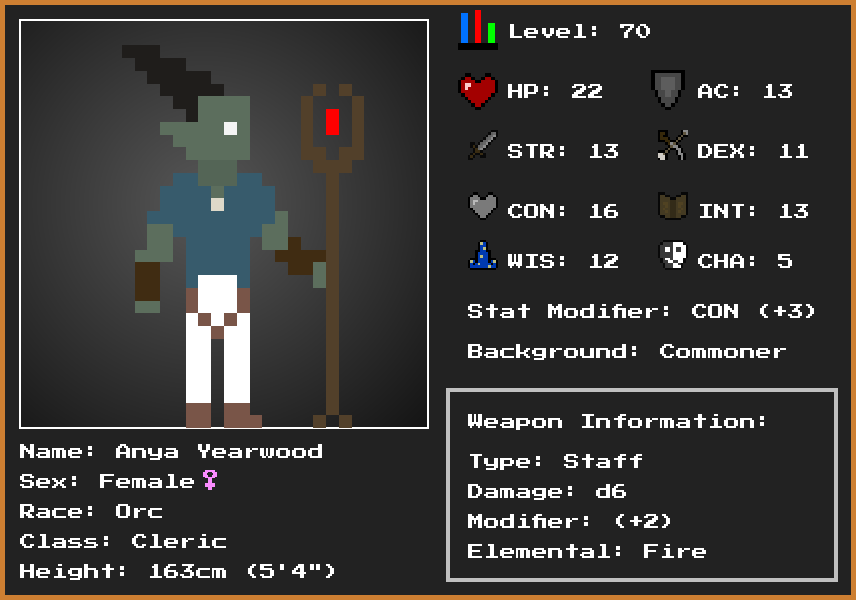 Level: 70
HP: 22
AC: 13
STR: 13
DEX: 11
CON: 16
INT: 13
WIS: 12
CHA: 5
Stat Modifier: CON (+3)
Background: Commoner
Weapon Information:
Type: Staff
Damage: d6
Modifier: (+2)
Elemental: Fire
Name: Anya Yearwood
Sex: Female♀
Race: Orc
Class: Cleric
Height: 163cm (5'4")